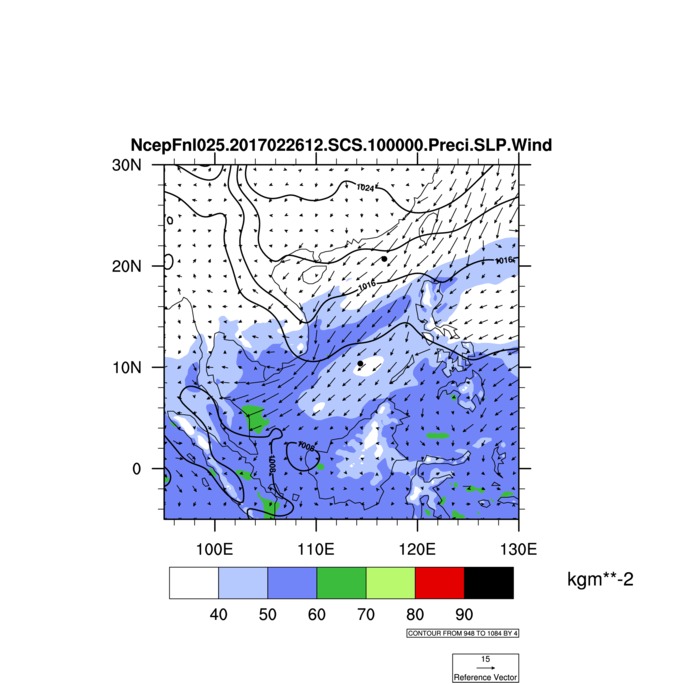 NcepFnl025.2017022612.SCS.100000.Preci.SLP.Wind
30N
20N
10N
0
1024
1016
1016
1008
1008
0
100E 110E 120E 130E
kgm**-2
40 50 60 70 80 90
CONTOUR FROM 948 TO 1084 BY 4
15
Reference Vector